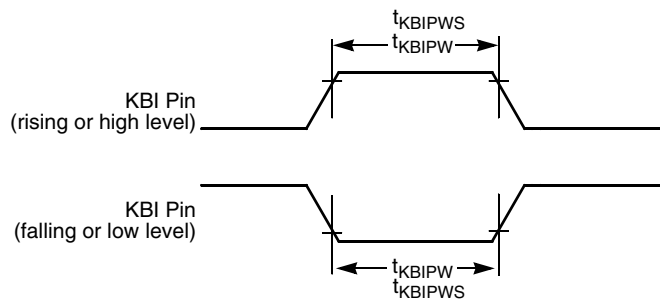 tKBIPWS
tKBIPW
KBI Pin
(rising or high level)
KBI Pin
(falling or low level)
tKBIPW
tKBIPWS